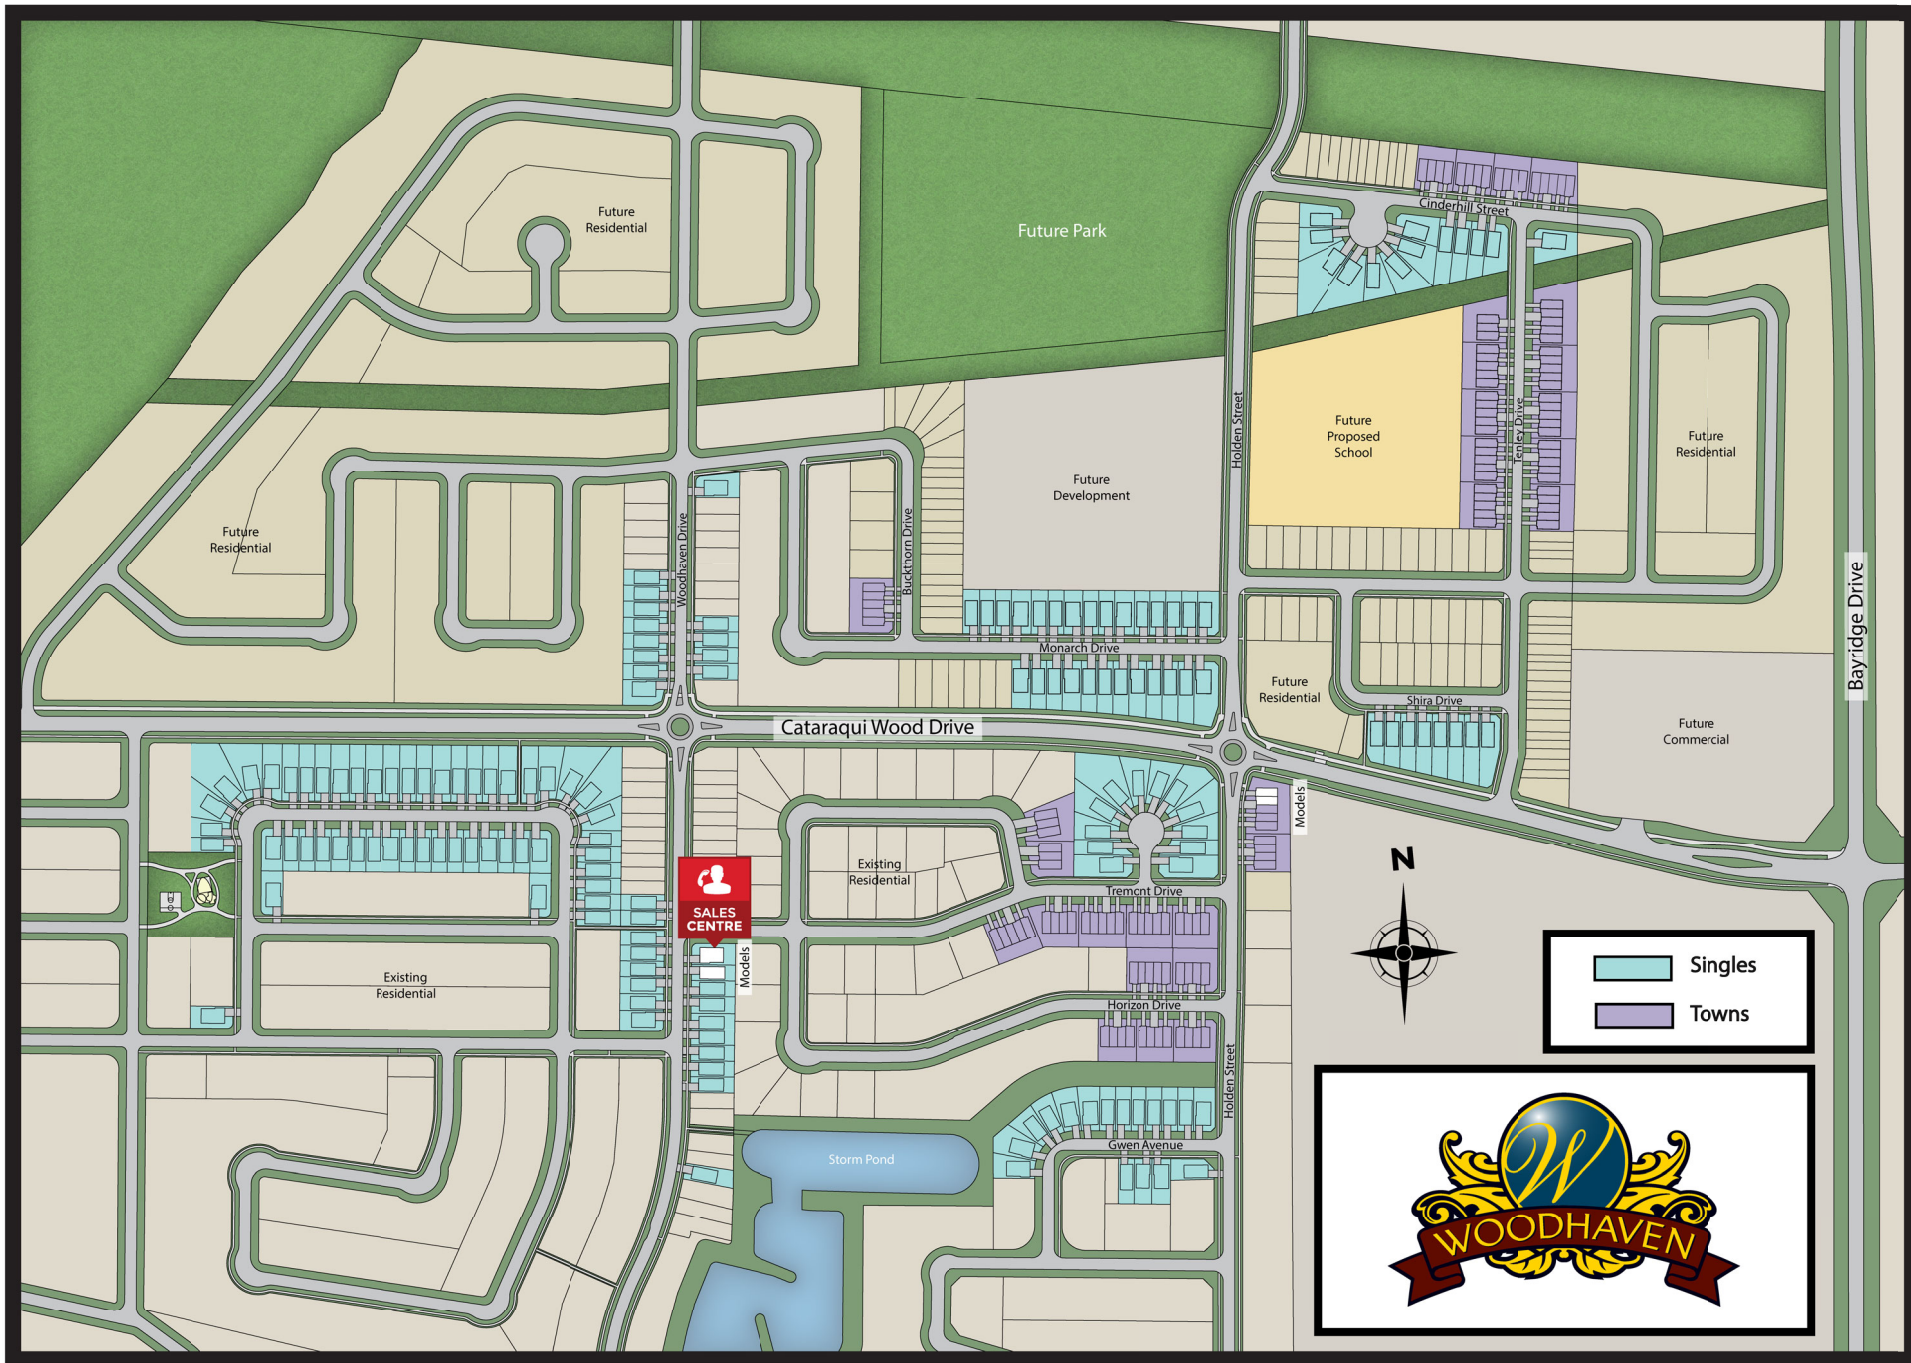 Future
Residential
Future Park
Cinderhill Street
Holden Street
Future
Proposed
School
Tenley Drive
Future
Residential
Future
Development
Future
Residential
Woodhaven Drive
Buckthorn Drive
Monarch Drive
Bayridge Drive
Future
Residential
Shira Drive
Cataraqui Wood Drive
Future
Commercial
Models
Existing
Residential
N
Tremont Drive
SALES
CENTRE
Models
Existing
Residential
Horizon Drive
Singles
Towns
Holden Street
Gwen Avenue
Storm Pond
W
WOODHAVEN